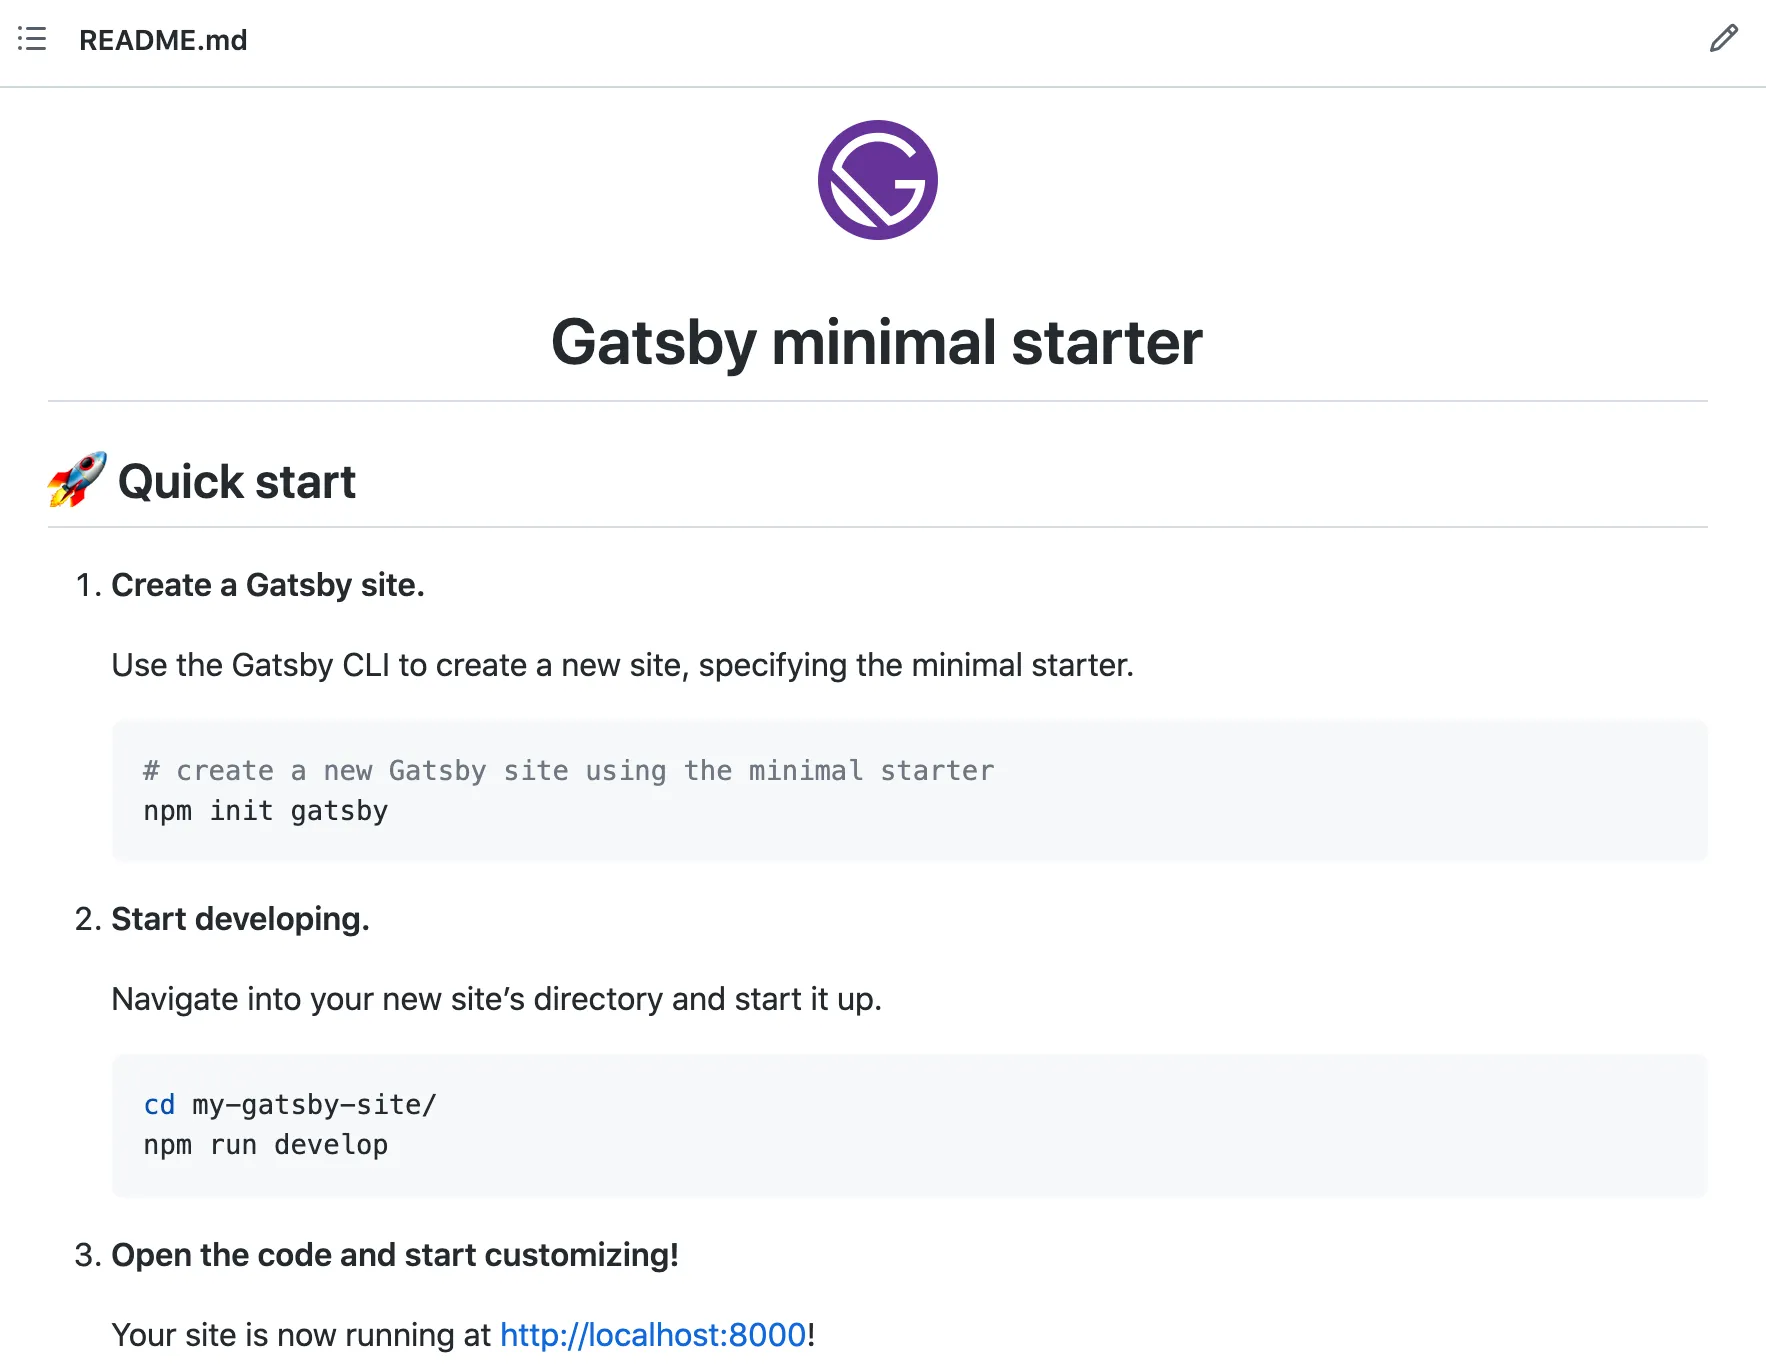 README.md
Gatsby minimal starter
🚀 Quick start
1. Create a Gatsby site.
Use the Gatsby CLI to create a new site, specifying the minimal starter.
# create a new Gatsby site using the minimal starter
npm init gatsby
2. Start developing.
Navigate into your new site’s directory and start it up.
cd my-gatsby-site/
npm run develop
3. Open the code and start customizing!
Your site is now running at http://localhost:8000!